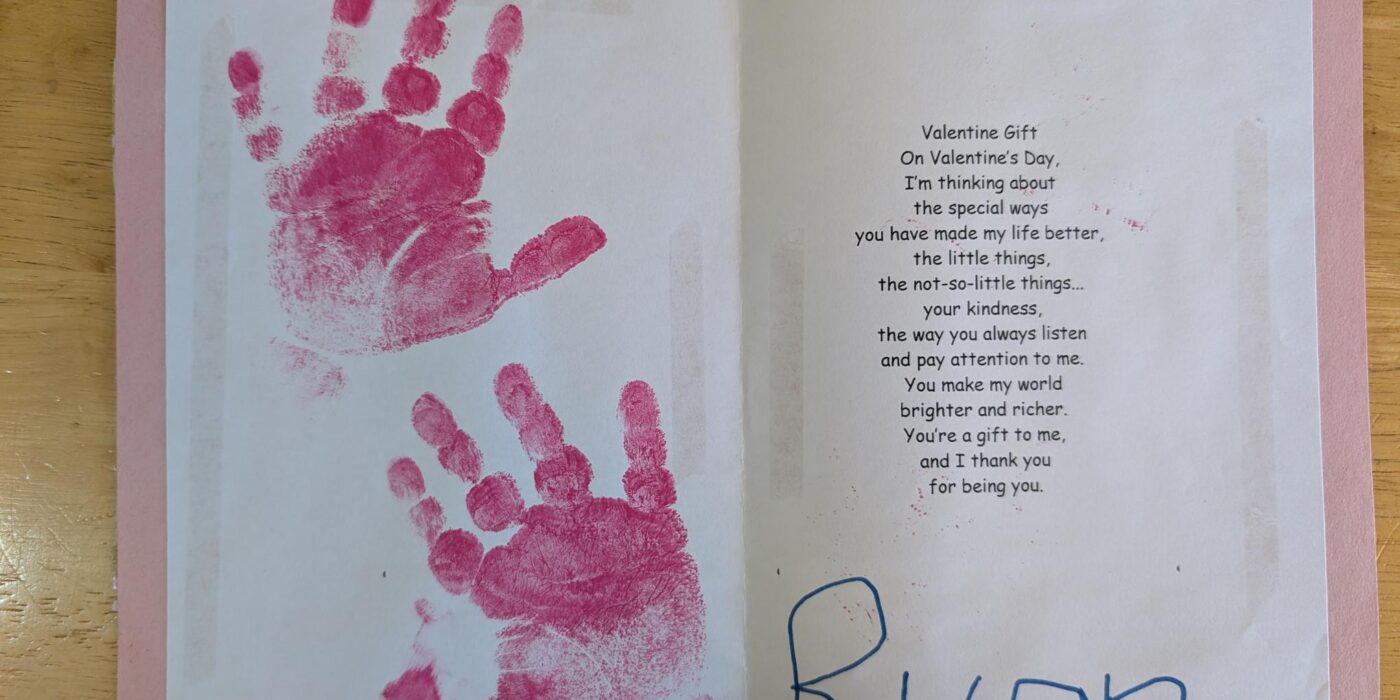 Valentine Gift
On Valentine's Day,
I'm thinking about
the special ways
you have made my life better,
the little things,
the not-so-little things...
your kindness,
the way you always listen
and pay attention to me.
You make my world
brighter and richer.
You're a gift to me,
and I thank you
for being you.